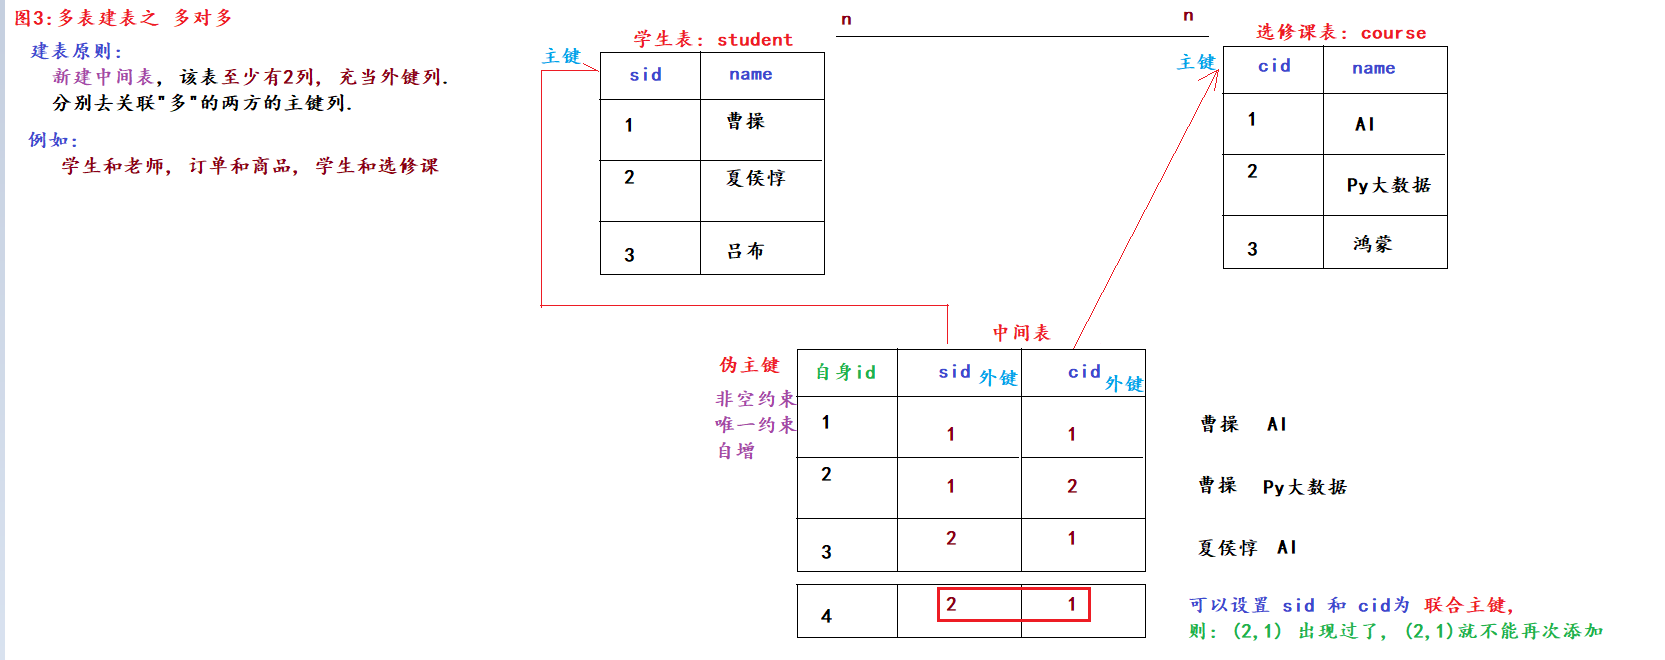 图3:多表建表之 多对多
建表原则:
新建中间表, 该表至少有2列, 充当外键列.
分别去关联"多"的两方的主键列.
例如:
学生和老师, 订单和商品, 学生和选修课
n
n
学生表: student
主键
sid name
1 曹操
2 夏侯惇
3 吕布
选修课表: course
主键
cid name
1 AI
2 Py大数据
3 鸿蒙
中间表
伪主键
非空约束
唯一约束
自增
自身id sid 外键 cid 外键
1 1 1 曹操 AI
2 1 2 曹操 Py大数据
3 2 1 夏侯惇 AI
4 2 1
可以设置 sid 和 cid为 联合主键,
则: (2,1) 出现过了, (2,1)就不能再次添加